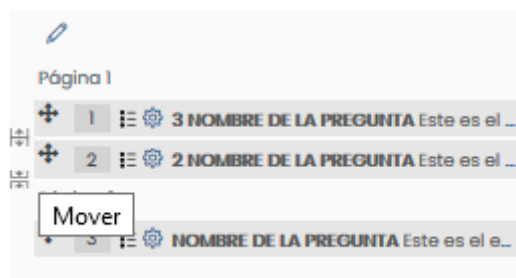 Página 1
1 3 NOMBRE DE LA PREGUNTA Este es el ...
2 2 NOMBRE DE LA PREGUNTA Este es el ...
Mover
3 NOMBRE DE LA PREGUNTA Este es el e...